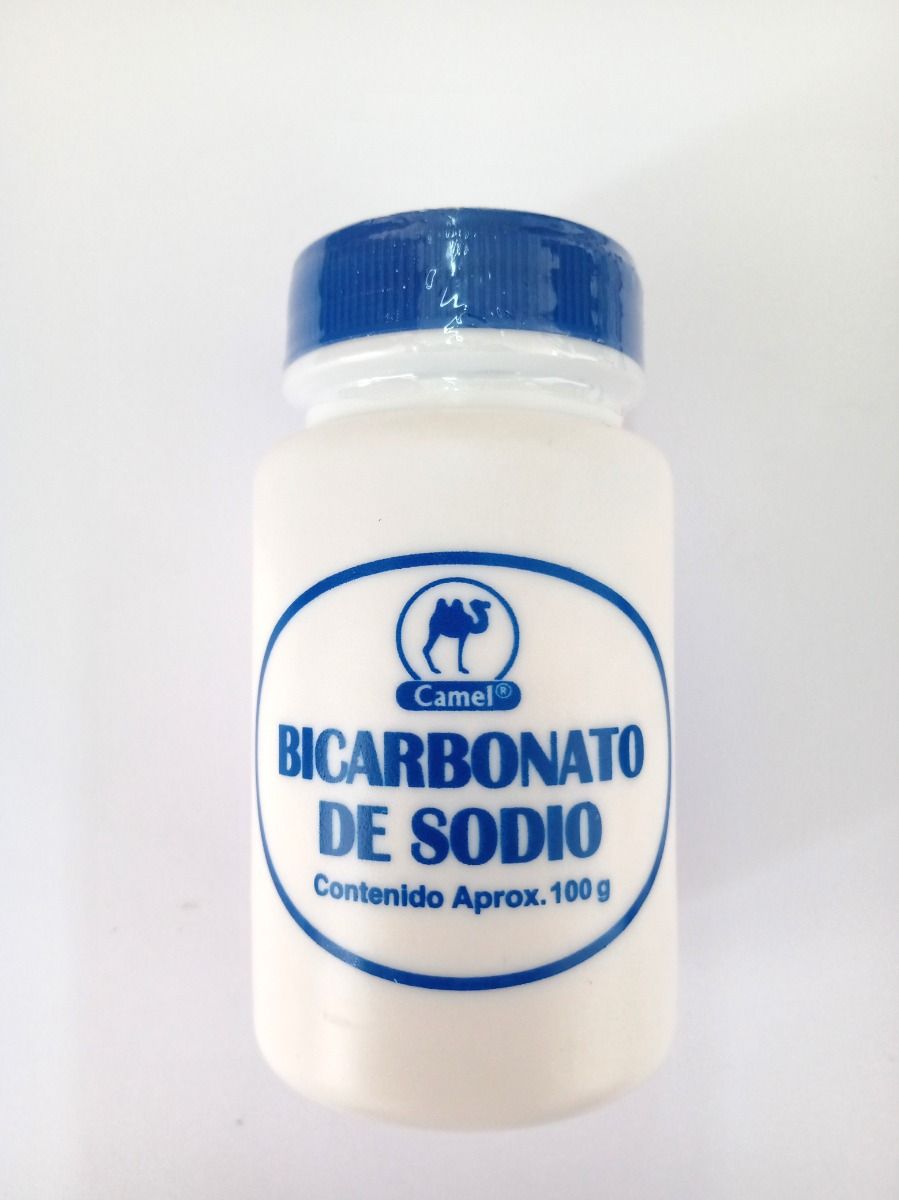 Camel®
BICARBONATO
DE SODIO
Contenido Aprox. 100 g